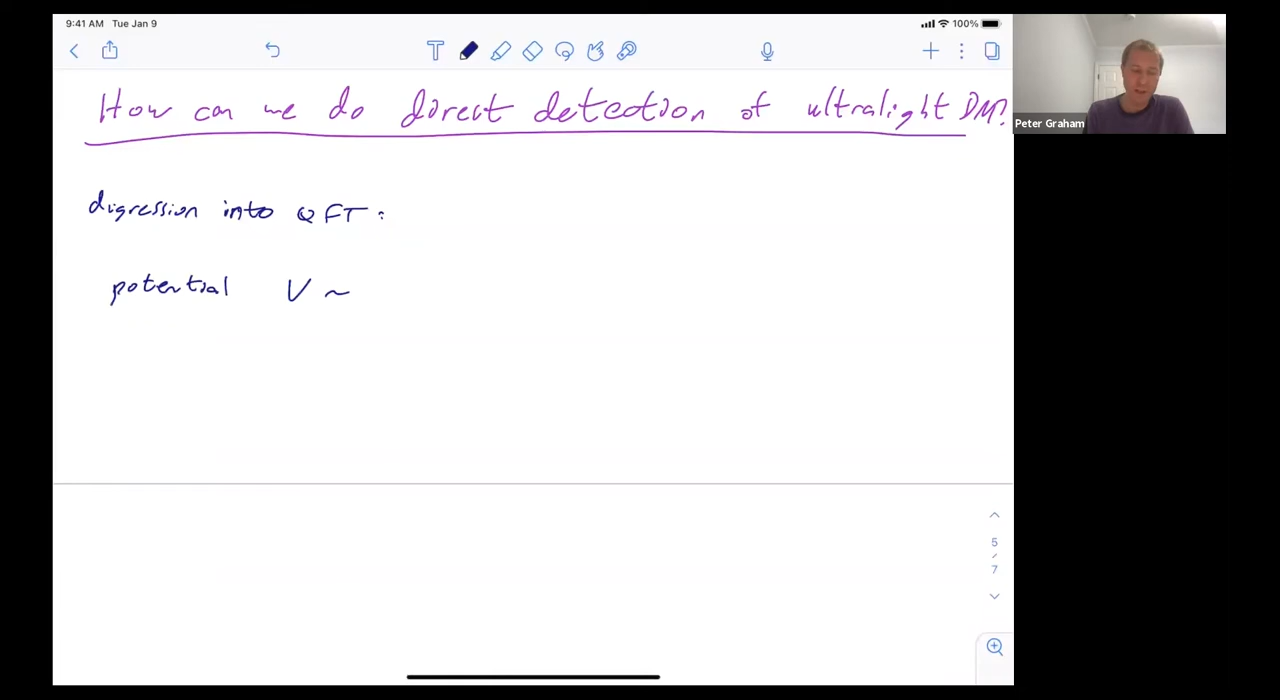 9:41 AM Tue Jan 9
100%
How can we do direct detection of ultralight DM?
Peter Graham
digression into QFT:
potential V ~
5
/
7